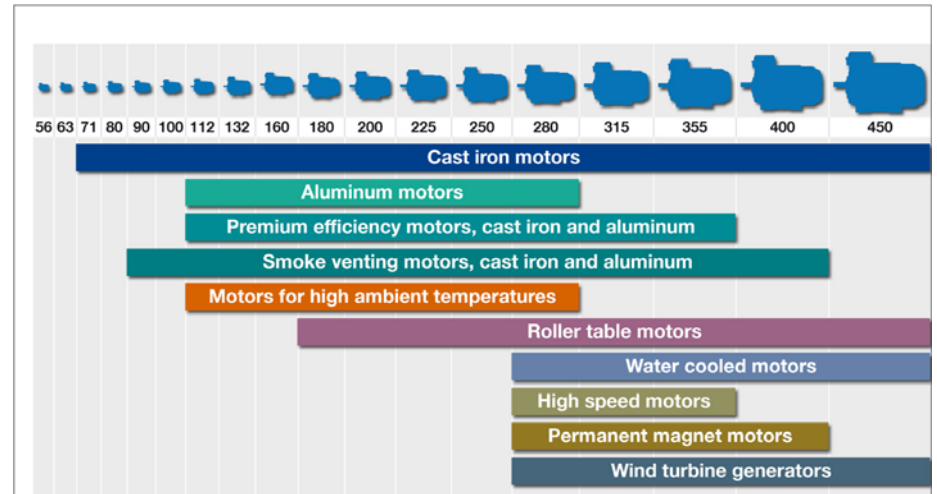 56 63 71 80 90 100 112 132 160 180 200 225 250 280 315 355 400 450
Cast iron motors
Aluminum motors
Premium efficiency motors, cast iron and aluminum
Smoke venting motors, cast iron and aluminum
Motors for high ambient temperatures
Roller table motors
Water cooled motors
High speed motors
Permanent magnet motors
Wind turbine generators